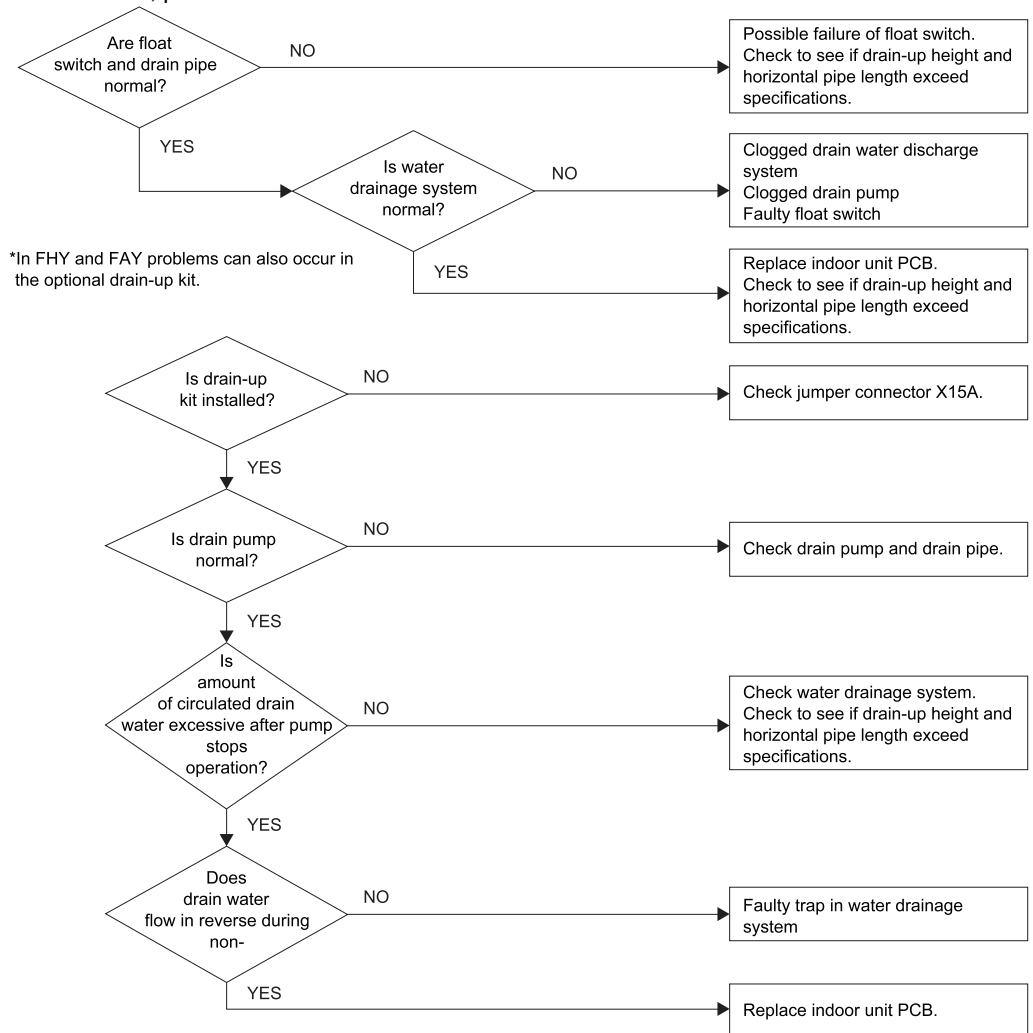 Are float
switch and drain pipe
normal?
NO
Possible failure of float switch.
Check to see if drain-up height and
horizontal pipe length exceed
specifications.
YES
Is water
drainage system
normal?
NO
Clogged drain water discharge
system
Clogged drain pump
Faulty float switch
*In FHY and FAY problems can also occur in
the optional drain-up kit.
YES
Replace indoor unit PCB.
Check to see if drain-up height and
horizontal pipe length exceed
specifications.
Is drain-up
kit installed?
NO
Check jumper connector X15A.
YES
Is drain pump
normal?
NO
Check drain pump and drain pipe.
YES
Is
amount
of circulated drain
water excessive after pump
stops
operation?
NO
Check water drainage system.
Check to see if drain-up height and
horizontal pipe length exceed
specifications.
YES
Does
drain water
flow in reverse during
non-
NO
Faulty trap in water drainage
system
YES
Replace indoor unit PCB.